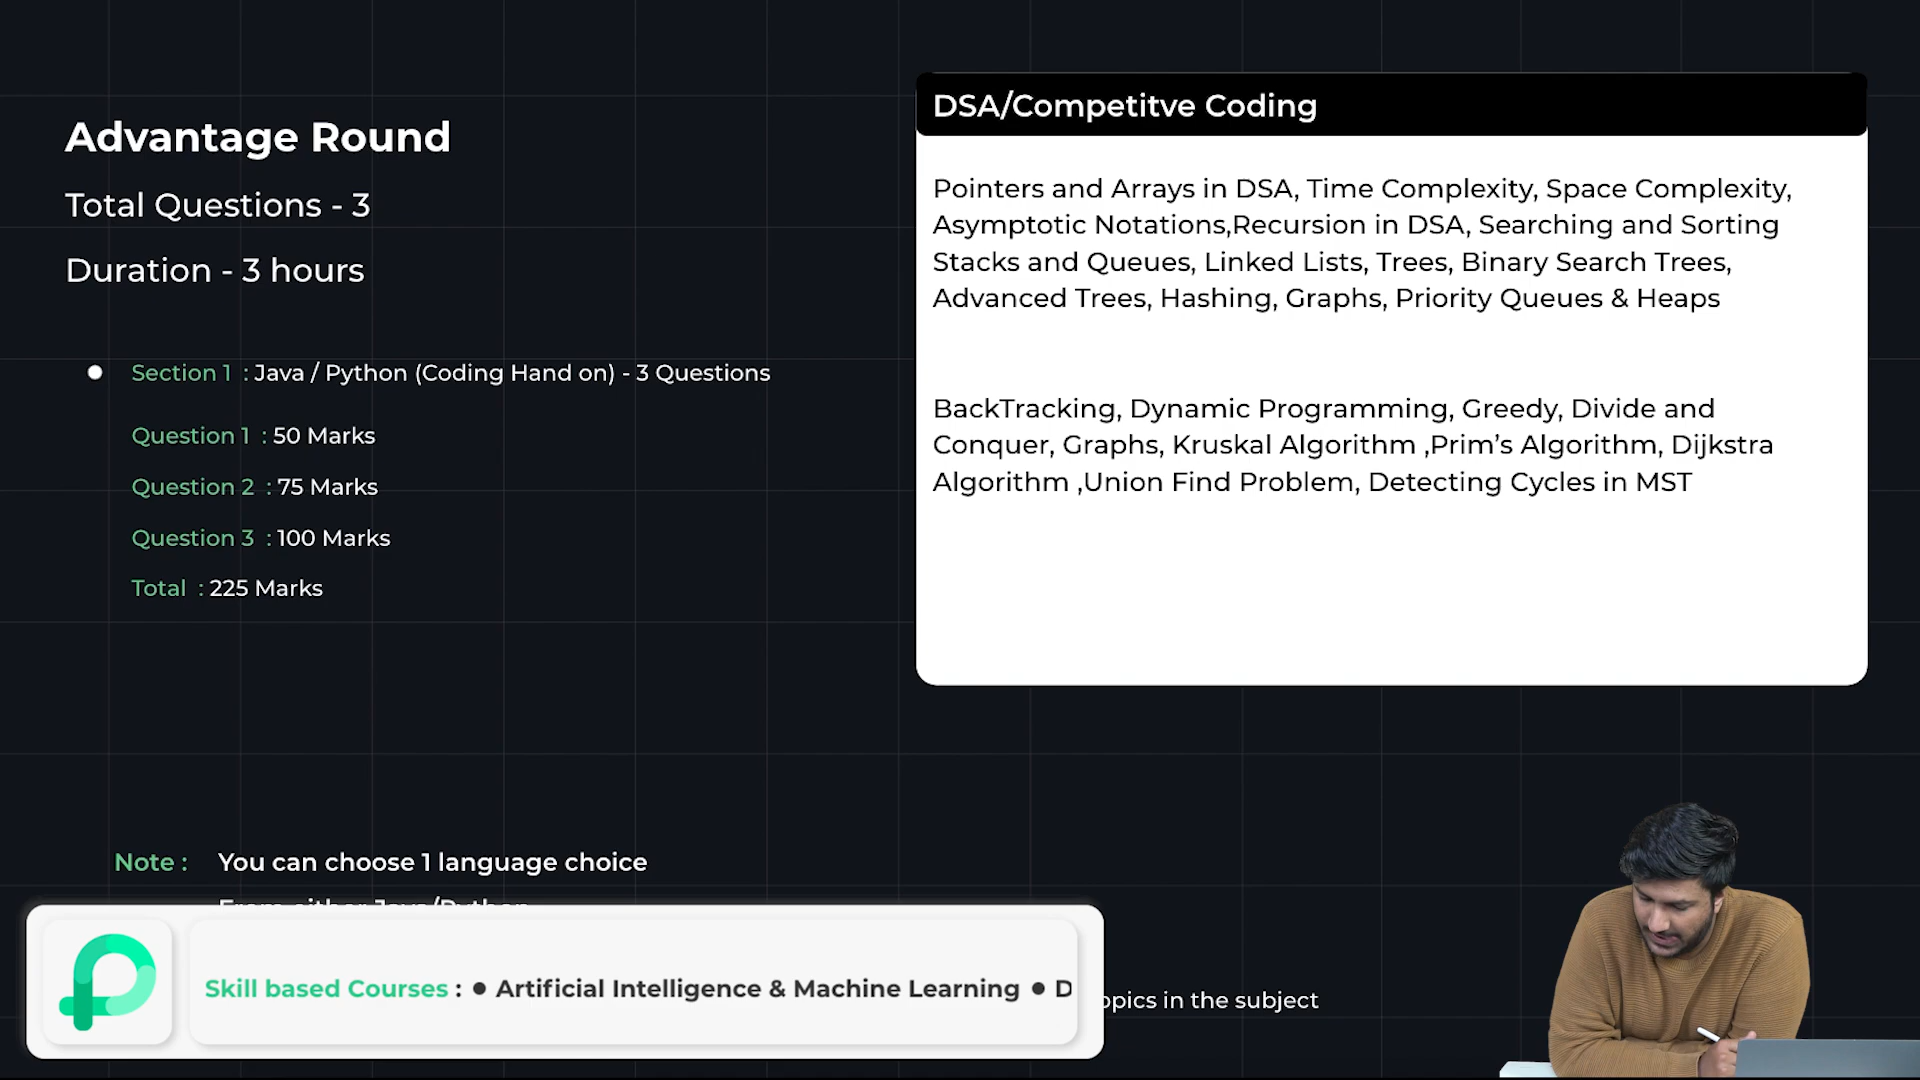 Advantage Round
Total Questions - 3
Duration - 3 hours
Section 1 : Java / Python (Coding Hand on) - 3 Questions
Question 1 : 50 Marks
Question 2 : 75 Marks
Question 3 : 100 Marks
Total : 225 Marks
DSA/Competitve Coding
Pointers and Arrays in DSA, Time Complexity, Space Complexity,
Asymptotic Notations,Recursion in DSA, Searching and Sorting
Stacks and Queues, Linked Lists, Trees, Binary Search Trees,
Advanced Trees, Hashing, Graphs, Priority Queues & Heaps
BackTracking, Dynamic Programming, Greedy, Divide and
Conquer, Graphs, Kruskal Algorithm ,Prim’s Algorithm, Dijkstra
Algorithm ,Union Find Problem, Detecting Cycles in MST
Note : You can choose 1 language choice
From either Java/Python
Skill based Courses : ● Artificial Intelligence & Machine Learning ● D
opics in the subject